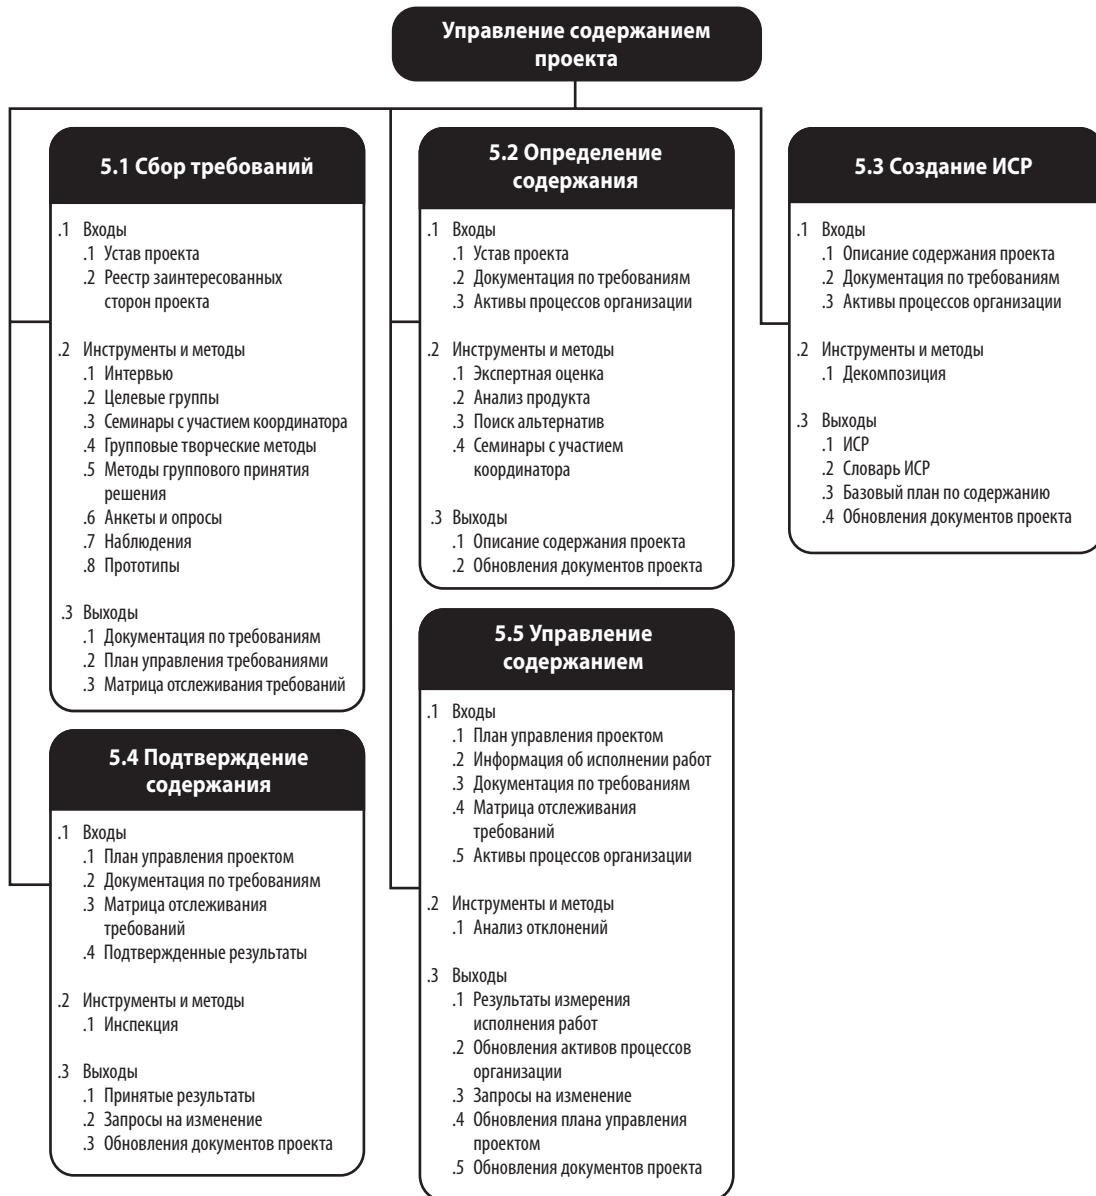 Управление содержанием
проекта
5.1 Сбор требований
.1 Входы
.1 Устав проекта
.2 Реестр заинтересованных
сторон проекта
.2 Инструменты и методы
.1 Интервью
.2 Целевые группы
.3 Семинары с участием координатора
.4 Групповые творческие методы
.5 Методы группового принятия
решения
.6 Анкеты и опросы
.7 Наблюдения
.8 Прототипы
.3 Выходы
.1 Документация по требованиям
.2 План управления требованиями
.3 Матрица отслеживания требований
5.2 Определение
содержания
.1 Входы
.1 Устав проекта
.2 Документация по требованиям
.3 Активы процессов организации
.2 Инструменты и методы
.1 Экспертная оценка
.2 Анализ продукта
.3 Поиск альтернатив
.4 Семинары с участием
координатора
.3 Выходы
.1 Описание содержания проекта
.2 Обновления документов проекта
5.3 Создание ИСР
.1 Входы
.1 Описание содержания проекта
.2 Документация по требованиям
.3 Активы процессов организации
.2 Инструменты и методы
.1 Декомпозиция
.3 Выходы
.1 ИСР
.2 Словарь ИСР
.3 Базовый план по содержанию
.4 Обновления документов проекта
5.4 Подтверждение
содержания
.1 Входы
.1 План управления проектом
.2 Документация по требованиям
.3 Матрица отслеживания
требований
.4 Подтвержденные результаты
.2 Инструменты и методы
.1 Инспекция
.3 Выходы
.1 Принятые результаты
.2 Запросы на изменение
.3 Обновления документов проекта
5.5 Управление
содержанием
.1 Входы
.1 План управления проектом
.2 Информация об исполнении работ
.3 Документация по требованиям
.4 Матрица отслеживания
требований
.5 Активы процессов организации
.2 Инструменты и методы
.1 Анализ отклонений
.3 Выходы
.1 Результаты измерения
исполнения работ
.2 Обновления активов процессов
организации
.3 Запросы на изменение
.4 Обновления плана управления
проектом
.5 Обновления документов проекта